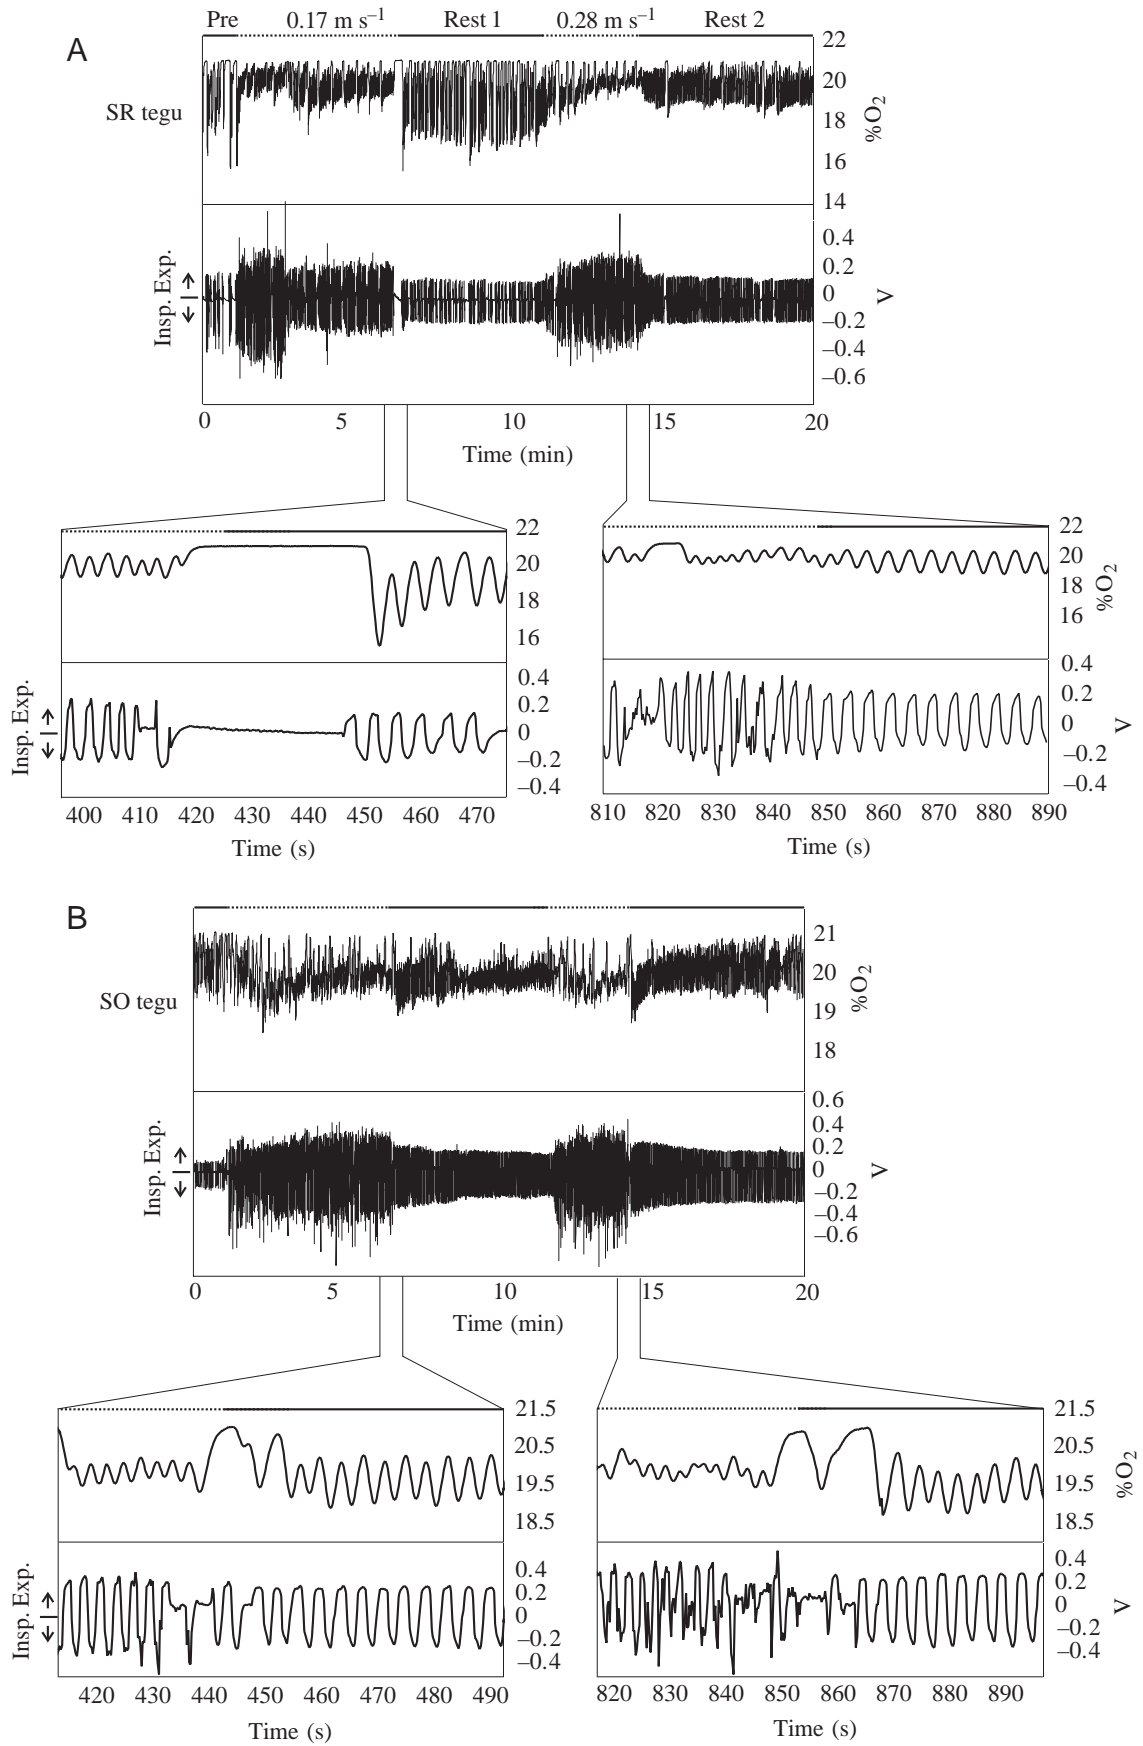 Pre 0.17 m s–1 Rest 1 0.28 m s–1 Rest 2
A
SR tegu
22
20
18
16
14
%O2
0.4
0.2
0
–0.2
–0.4
–0.6
V
Insp. Exp.
0 5 10 15 20
Time (min)
22
20
18
16
0.4
0.2
0
–0.2
–0.4
Insp. Exp.
400 410 420 430 440 450 460 470
Time (s)
22
20
18
16
%O2
0.4
0.2
0
–0.2
–0.4
V
810 820 830 840 850 860 870 880 890
Time (s)
B
SO tegu
21
20
19
18
%O2
0.6
0.4
0.2
0
–0.2
–0.4
–0.6
V
Insp. Exp.
0 5 10 15 20
Time (min)
21.5
20.5
19.5
18.5
0.4
0.2
0
–0.2
–0.4
Insp. Exp.
420 430 440 450 460 470 480 490
Time (s)
21.5
20.5
19.5
18.5
%O2
0.4
0.2
0
–0.2
–0.4
V
820 830 840 850 860 870 880 890
Time (s)